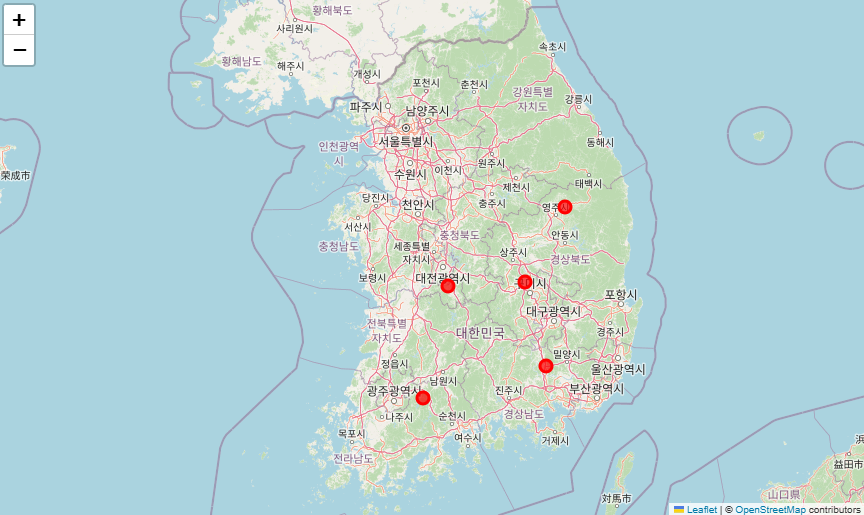 +
−
황해북도
사리원시
속초시
황해남도
해주시
개성시
포천시
춘천시
강원특별
자치도
강릉시
파주시
남양주시
서울특별시
동해시
인천광역
시
원주시
이천시
수원시
태백시
제천시
당진시
천안시
충주시
영주
서산시
충청북도
안동시
충청남도
세종특별
자치시
상주시
경상북도
보령시
대전광역시
구미시
포항시
대구광역시
전북특별
자치도
대한민국
경주시
밀양시
정읍시
울산광역시
남원시
광주광역시
진주시
부산광역시
나주시
순천시
경상남도
목포시
여수시
거제시
전라남도
荣成市
浜
益田市
山口県
対馬市
Leaflet | © OpenStreetMap contributors